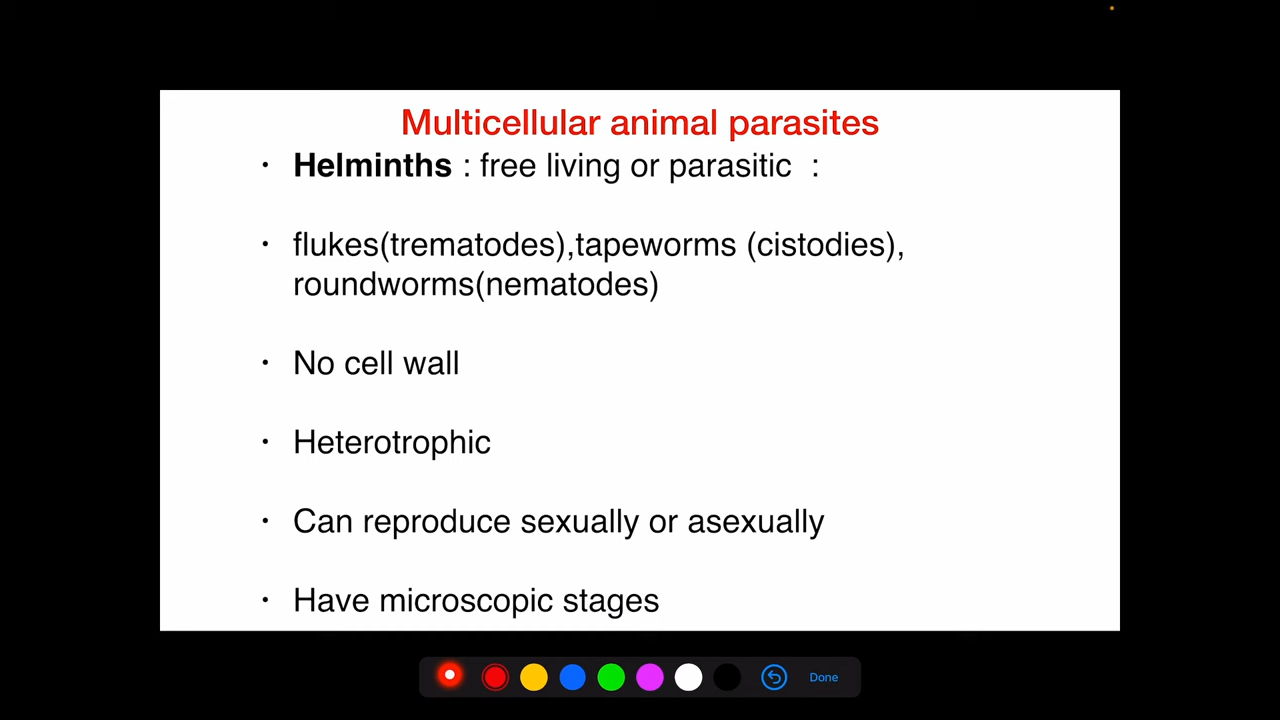 Multicellular animal parasites
• Helminths : free living or parasitic  :
• flukes(trematodes),tapeworms (cistodies),
roundworms(nematodes)
• No cell wall
• Heterotrophic
• Can reproduce sexually or asexually
• Have microscopic stages
Done